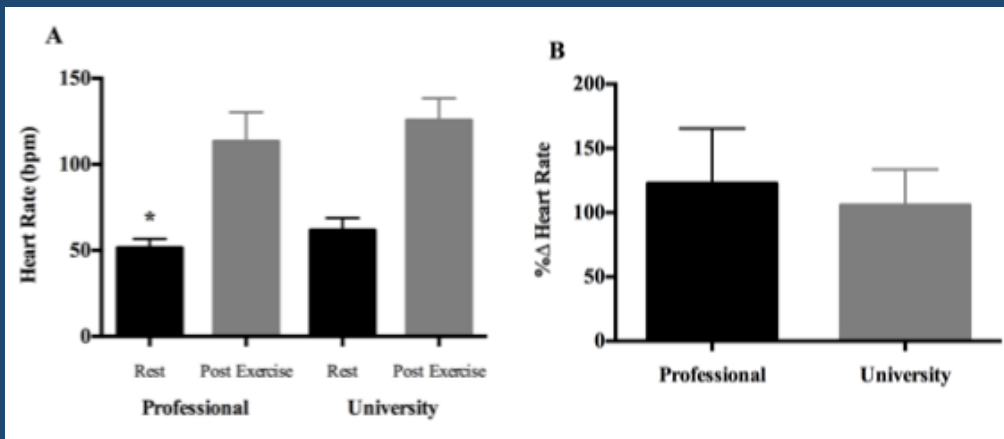 A
Heart Rate (bpm)
150
100
50
0
*
Rest
Post Exercise
Rest
Post Exercise
Professional
University
B
%Δ Heart Rate
200
150
100
50
0
Professional
University